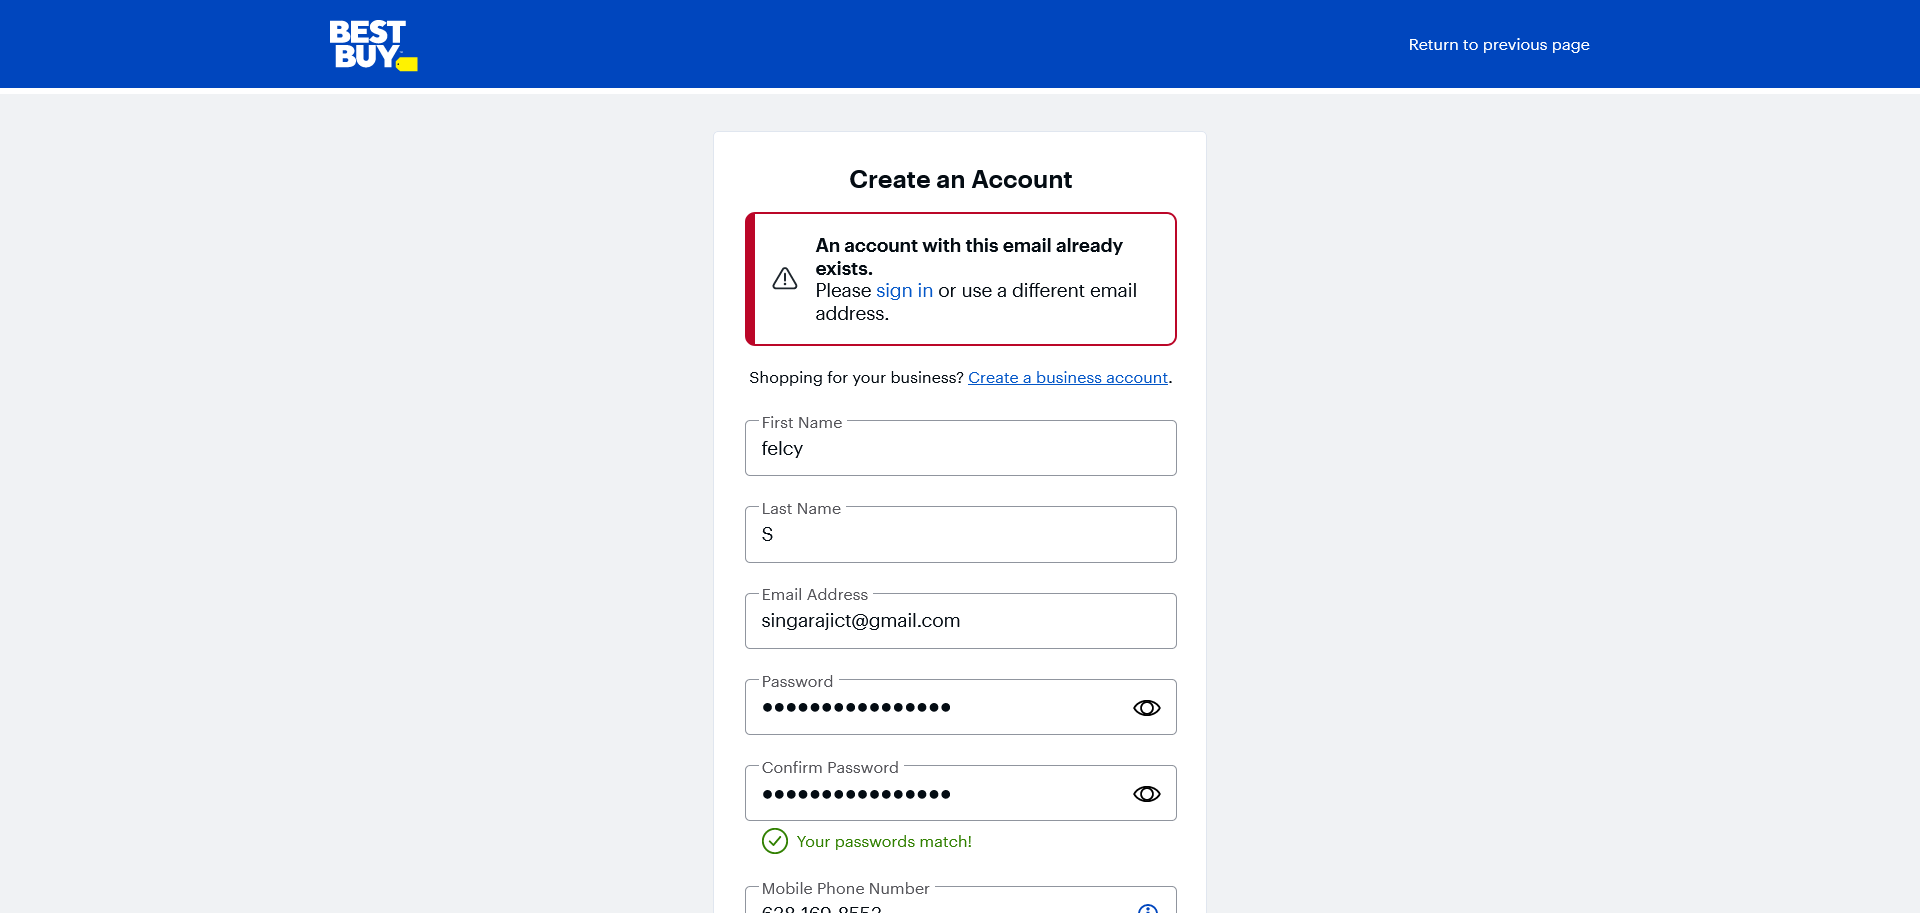 BEST
BUY
Return to previous page
Create an Account
An account with this email already
exists.
Please sign in or use a different email
address.
Shopping for your business? Create a business account.
First Name
felcy
Last Name
S
Email Address
singarajict@gmail.com
Password
Confirm Password
Your passwords match!
Mobile Phone Number